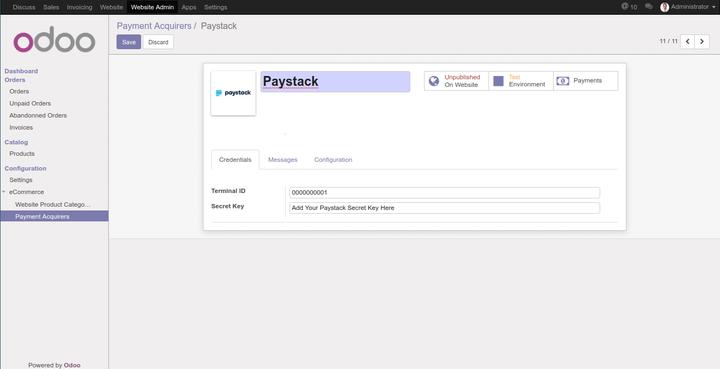 Discuss Sales Invoicing Website Website Admin Apps Settings
10 Administrator
odoo
Payment Acquirers / Paystack
Save Discard
11 / 11
Dashboard
Orders
Orders
Unpaid Orders
Abandonned Orders
Invoices
Catalog
Products
Configuration
Settings
eCommerce
Website Product Catego...
Payment Acquirers
Powered by Odoo
paystack
Paystack
Unpublished
On Website
Test
Environment
Payments
Credentials Messages Configuration
Terminal ID 0000000001
Secret Key Add Your Paystack Secret Key Here